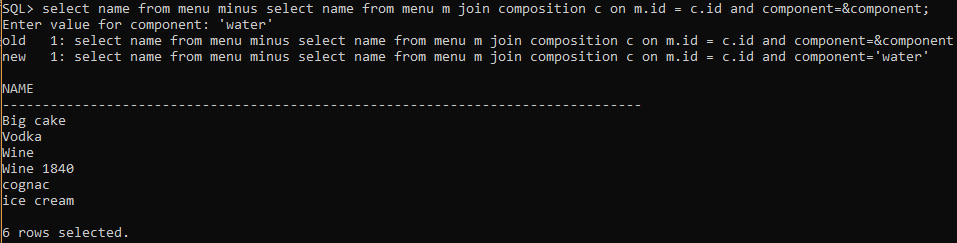 SQL> select name from menu minus select name from menu m join composition c on m.id = c.id and component=&component;
Enter value for component: 'water'
old   1: select name from menu minus select name from menu m join composition c on m.id = c.id and component=&component
new   1: select name from menu minus select name from menu m join composition c on m.id = c.id and component='water'
NAME
--------------------------------------------------------------------------------
Big cake
Vodka
Wine
Wine 1840
cognac
ice cream
6 rows selected.